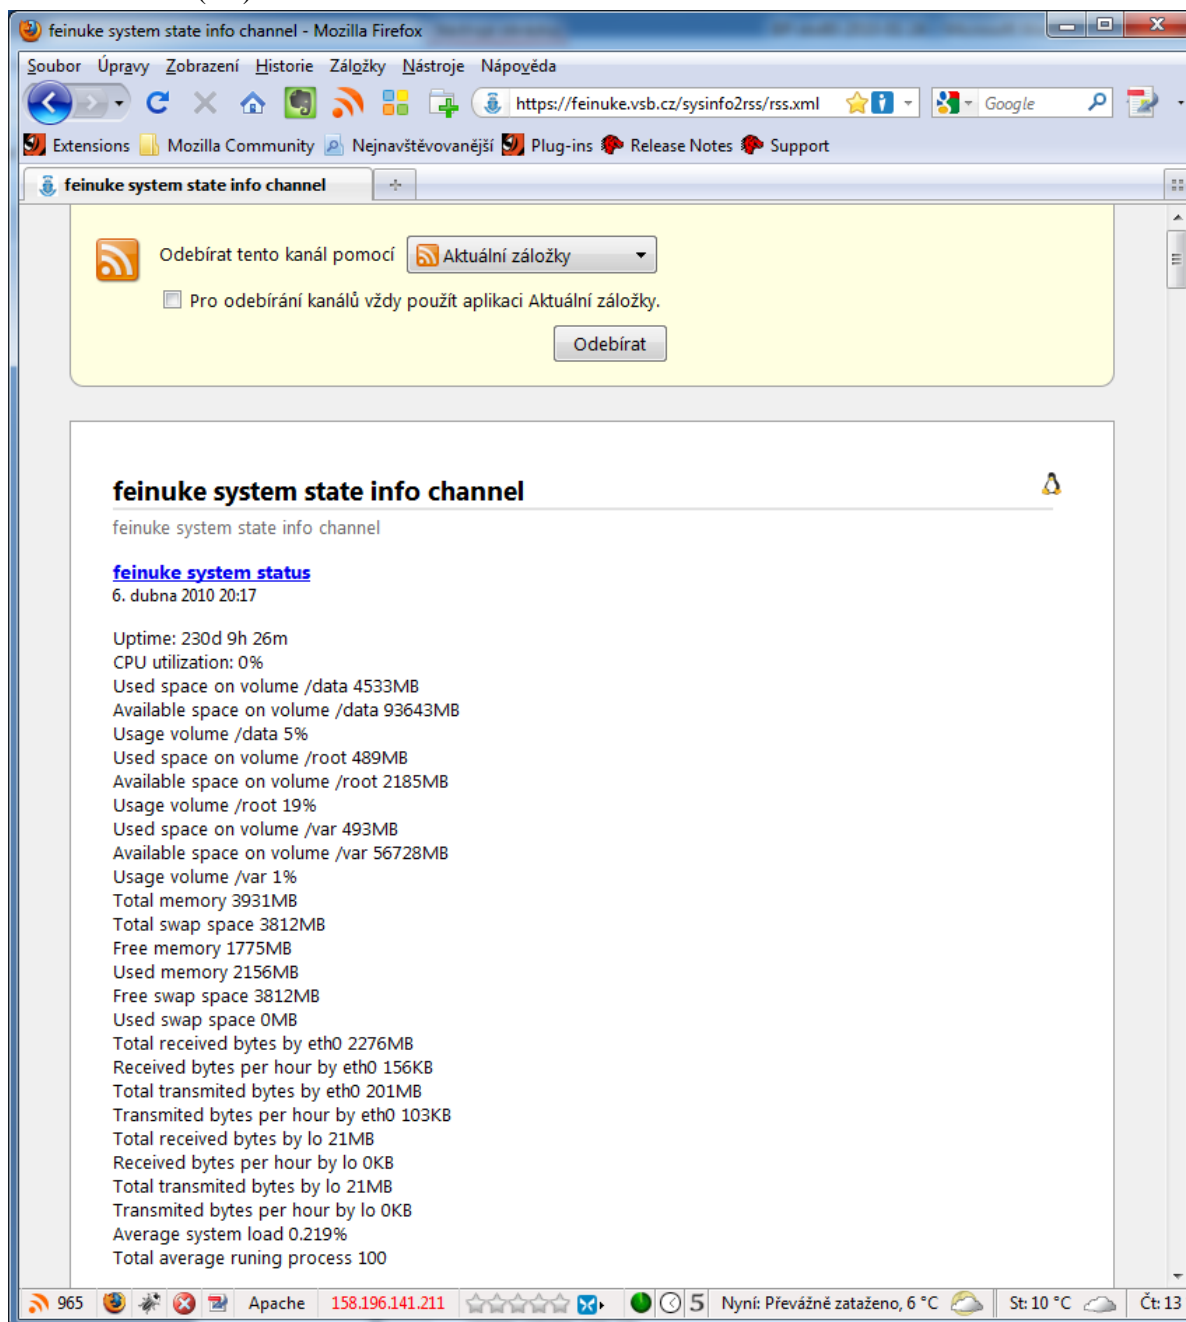 feinuke system state info channel - Mozilla Firefox
Soubor Úpravy Zobrazení Historie Záložky Nástroje Nápověda
https://feinuke.vsb.cz/sysinfo2rss/rss.xml Google
Extensions Mozilla Community Nejnavštěvovanější Plug-ins Release Notes Support
feinuke system state info channel
Odebírat tento kanál pomocí Aktuální záložky
Pro odebírání kanálů vždy použít aplikaci Aktuální záložky.
Odebírat
feinuke system state info channel
feinuke system state info channel
feinuke system status
6. dubna 2010 20:17
Uptime: 230d 9h 26m
CPU utilization: 0%
Used space on volume /data 4533MB
Available space on volume /data 93643MB
Usage volume /data 5%
Used space on volume /root 489MB
Available space on volume /root 2185MB
Usage volume /root 19%
Used space on volume /var 493MB
Available space on volume /var 56728MB
Usage volume /var 1%
Total memory 3931MB
Total swap space 3812MB
Free memory 1775MB
Used memory 2156MB
Free swap space 3812MB
Used swap space 0MB
Total received bytes by eth0 2276MB
Received bytes per hour by eth0 156KB
Total transmited bytes by eth0 201MB
Transmited bytes per hour by eth0 103KB
Total received bytes by lo 21MB
Received bytes per hour by lo 0KB
Total transmited bytes by lo 21MB
Transmited bytes per hour by lo 0KB
Average system load 0.219%
Total average runing process 100
965 Apache 158.196.141.211 5 Nyní: Převážně zataženo, 6 °C St: 10 °C Čt: 13